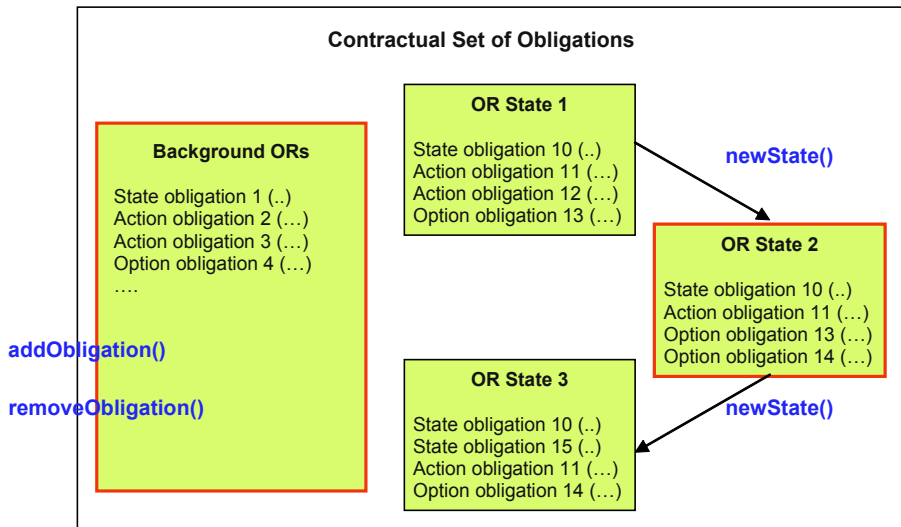 Contractual Set of Obligations
Background ORs
State obligation 1 (..)
Action obligation 2 (…)
Action obligation 3 (…)
Option obligation 4 (…)
….
addObligation()
removeObligation()
OR State 1
State obligation 10 (..)
Action obligation 11 (…)
Action obligation 12 (…)
Option obligation 13 (…)
newState()
OR State 2
State obligation 10 (..)
Action obligation 11 (…)
Option obligation 13 (…)
Option obligation 14 (…)
newState()
OR State 3
State obligation 10 (..)
State obligation 15 (..)
Action obligation 11 (…)
Option obligation 14 (…)